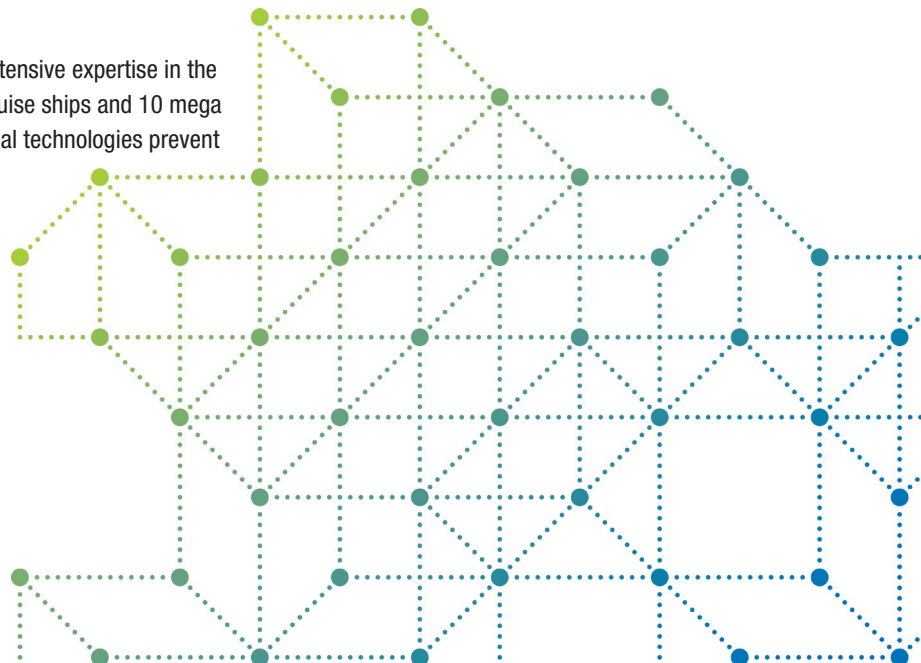 tensive expertise in the
uise ships and 10 mega
al technologies prevent